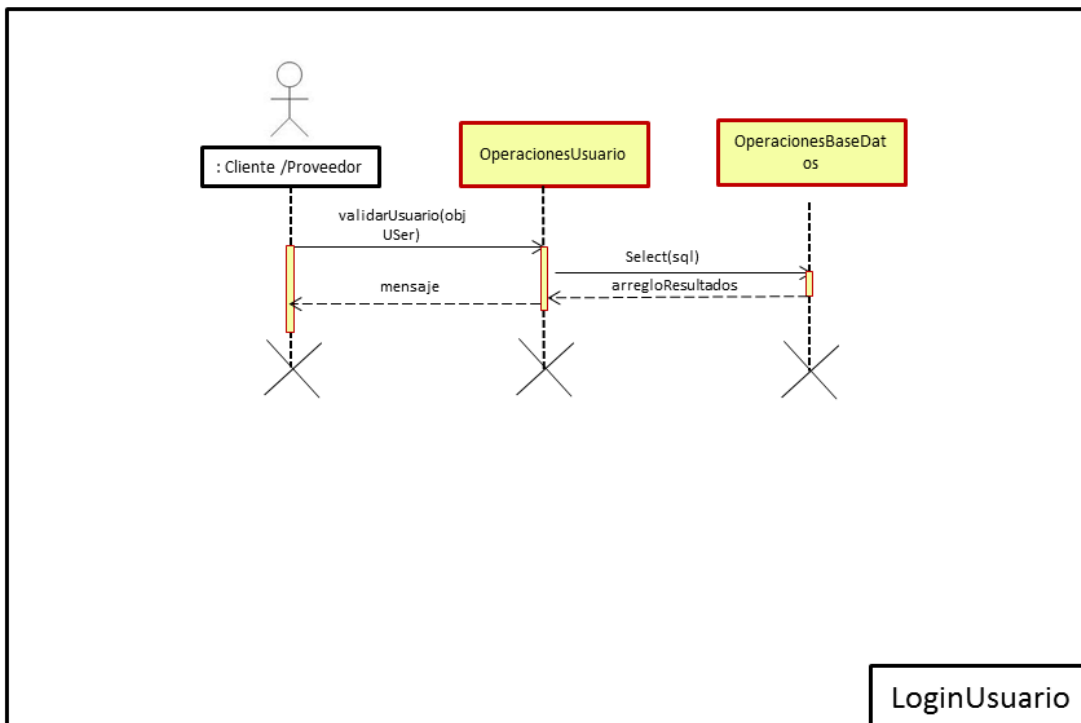 : Cliente /Proveedor
OperacionesUsuario
OperacionesBaseDat
os
validarUsuario(obj
USer)
Select(sql)
arregloResultados
mensaje
LoginUsuario